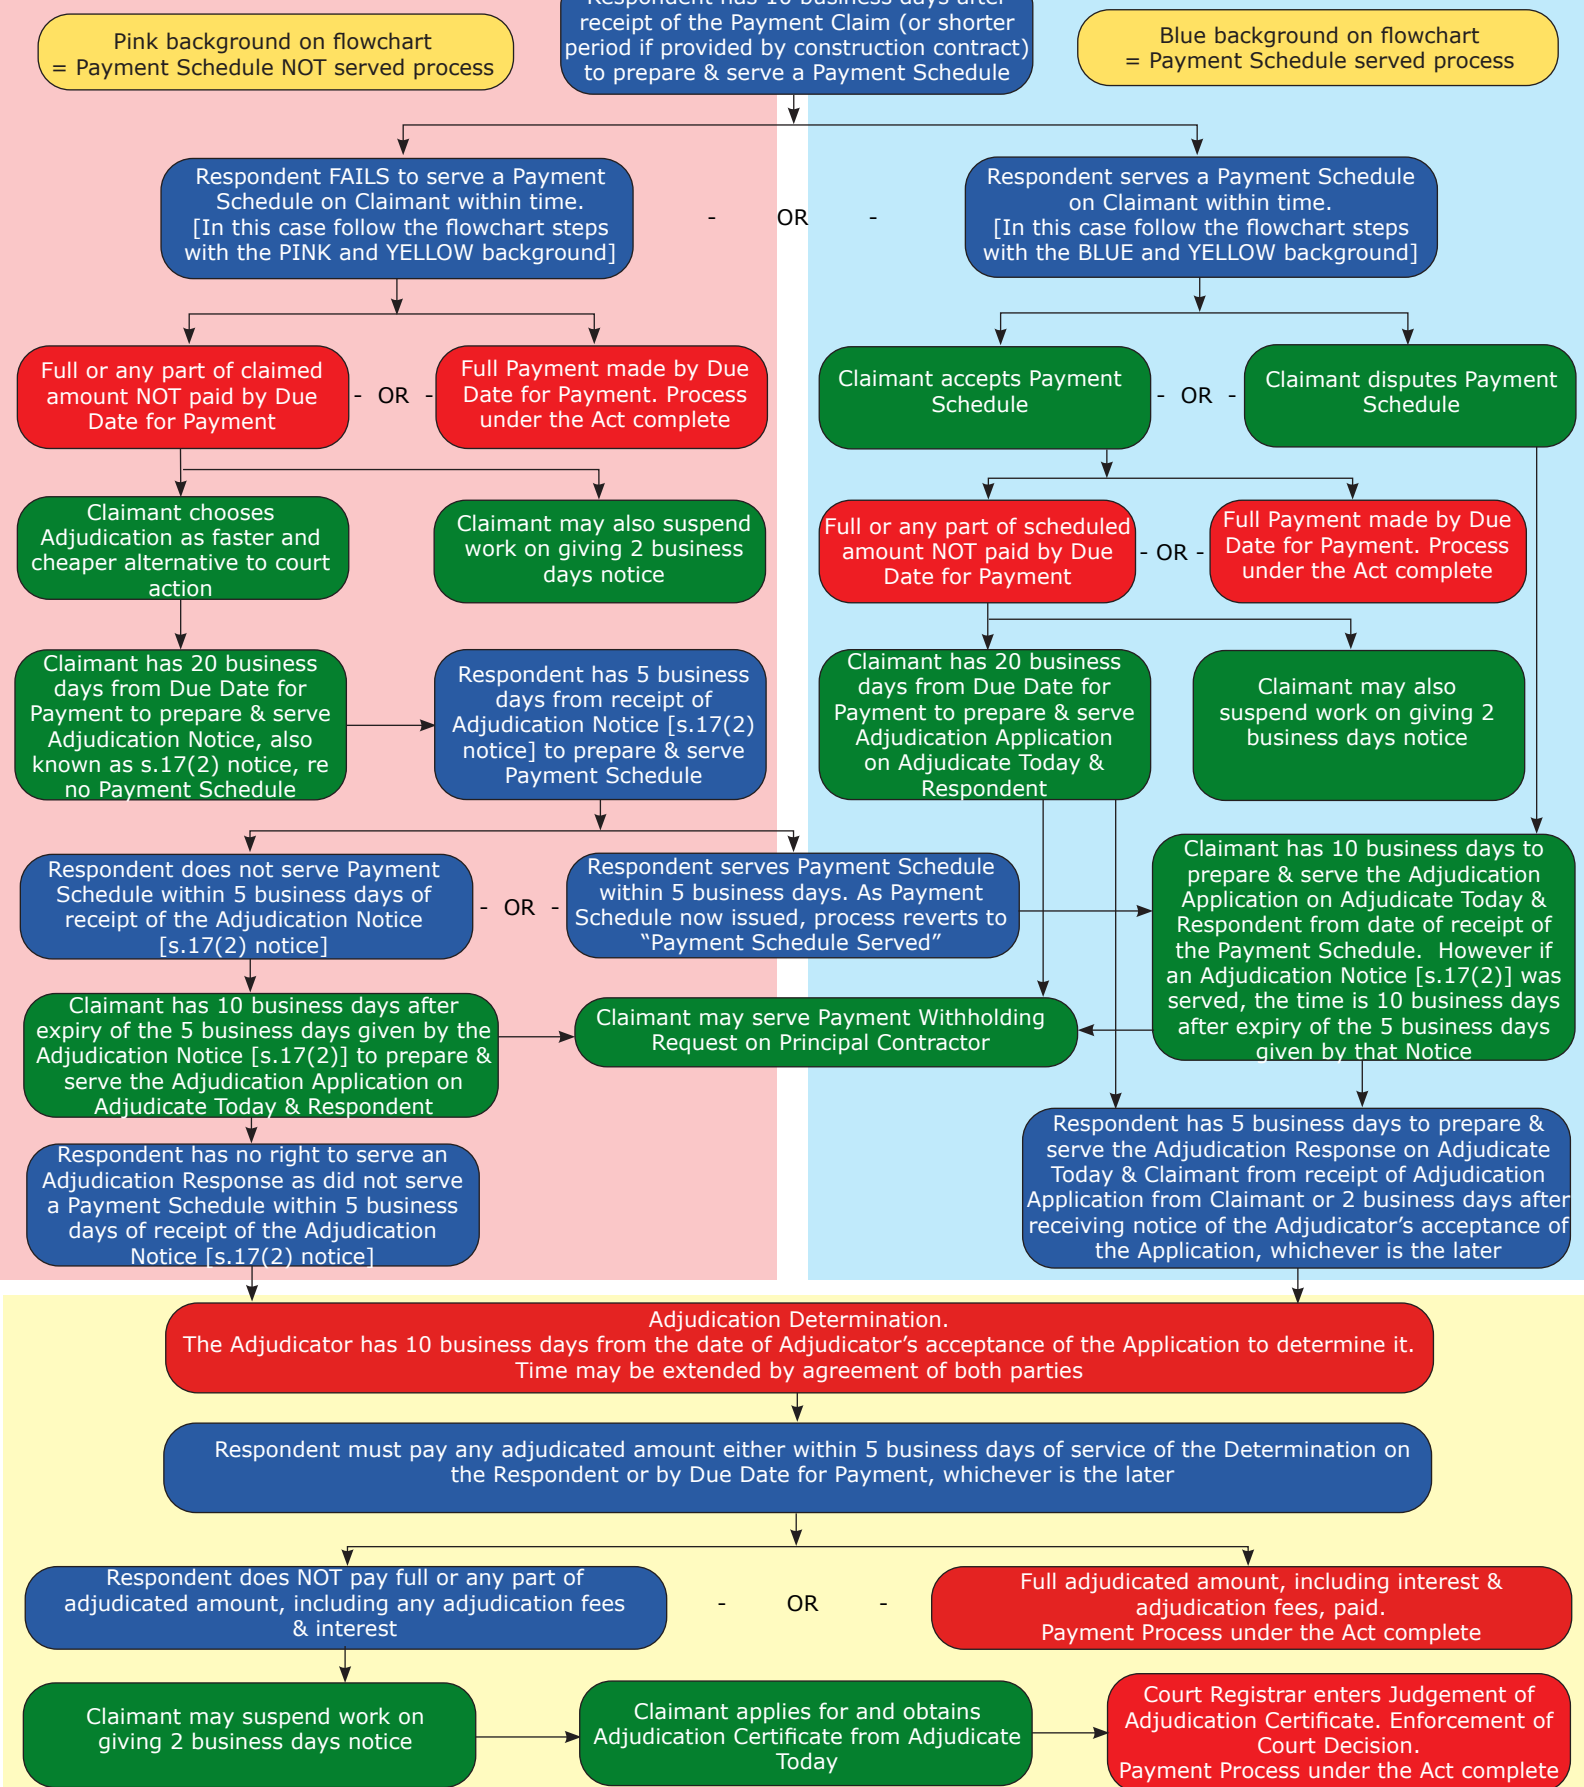 Respondent has 10 business days after
receipt of the Payment Claim (or shorter
period if provided by construction contract)
to prepare & serve a Payment Schedule
Pink background on flowchart
= Payment Schedule NOT served process
Blue background on flowchart
= Payment Schedule served process
Respondent FAILS to serve a Payment
Schedule on Claimant within time.
[In this case follow the flowchart steps
with the PINK and YELLOW background]
- OR -
Respondent serves a Payment Schedule
on Claimant within time.
[In this case follow the flowchart steps
with the BLUE and YELLOW background]
Full or any part of claimed
amount NOT paid by Due
Date for Payment
- OR -
Full Payment made by Due
Date for Payment. Process
under the Act complete
Claimant accepts Payment
Schedule
- OR -
Claimant disputes Payment
Schedule
Claimant chooses
Adjudication as faster and
cheaper alternative to court
action
Claimant may also suspend
work on giving 2 business
days notice
Full or any part of scheduled
amount NOT paid by Due
Date for Payment
- OR -
Full Payment made by Due
Date for Payment. Process
under the Act complete
Claimant has 20 business
days from Due Date for
Payment to prepare & serve
Adjudication Notice, also
known as s.17(2) notice, re
no Payment Schedule
Respondent has 5 business
days from receipt of
Adjudication Notice [s.17(2)
notice] to prepare & serve
Payment Schedule
Claimant has 20 business
days from Due Date for
Payment to prepare & serve
Adjudication Application
on Adjudicate Today &
Respondent
Claimant may also
suspend work on giving 2
business days notice
Respondent does not serve Payment
Schedule within 5 business days of
receipt of the Adjudication Notice
[s.17(2) notice]
- OR -
Respondent serves Payment Schedule
within 5 business days. As Payment
Schedule now issued, process reverts to
“Payment Schedule Served”
Claimant has 10 business days to
prepare & serve the Adjudication
Application on Adjudicate Today &
Respondent from date of receipt of
the Payment Schedule. However if
an Adjudication Notice [s.17(2)] was
served, the time is 10 business days
after expiry of the 5 business days
given by that Notice
Claimant has 10 business days after
expiry of the 5 business days given by the
Adjudication Notice [s.17(2)] to prepare &
serve the Adjudication Application on
Adjudicate Today & Respondent
Claimant may serve Payment Withholding
Request on Principal Contractor
Respondent has no right to serve an
Adjudication Response as did not serve
a Payment Schedule within 5 business
days of receipt of the Adjudication
Notice [s.17(2) notice]
Respondent has 5 business days to prepare &
serve the Adjudication Response on Adjudicate
Today & Claimant from receipt of Adjudication
Application from Claimant or 2 business days after
receiving notice of the Adjudicator’s acceptance of
the Application, whichever is the later
Adjudication Determination.
The Adjudicator has 10 business days from the date of Adjudicator’s acceptance of the Application to determine it.
Time may be extended by agreement of both parties
Respondent must pay any adjudicated amount either within 5 business days of service of the Determination on
the Respondent or by Due Date for Payment, whichever is the later
Respondent does NOT pay full or any part of
adjudicated amount, including any adjudication fees
& interest
- OR -
Full adjudicated amount, including interest &
adjudication fees, paid.
Payment Process under the Act complete
Claimant may suspend work on
giving 2 business days notice
Claimant applies for and obtains
Adjudication Certificate from Adjudicate
Today
Court Registrar enters Judgement of
Adjudication Certificate. Enforcement of
Court Decision.
Payment Process under the Act complete